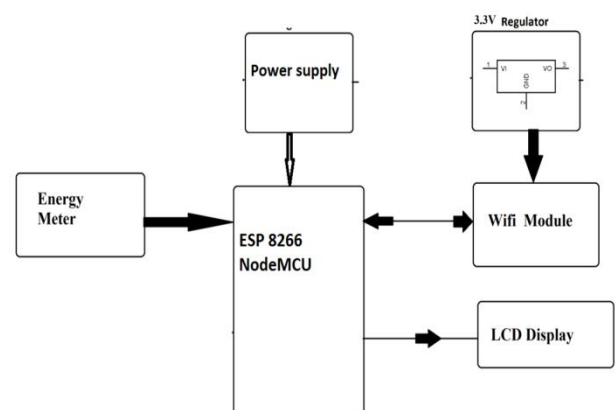 3.3V Regulator
1 VI VO 3
GND
2
Power supply
Energy
Meter
ESP 8266
NodeMCU
Wifi Module
LCD Display